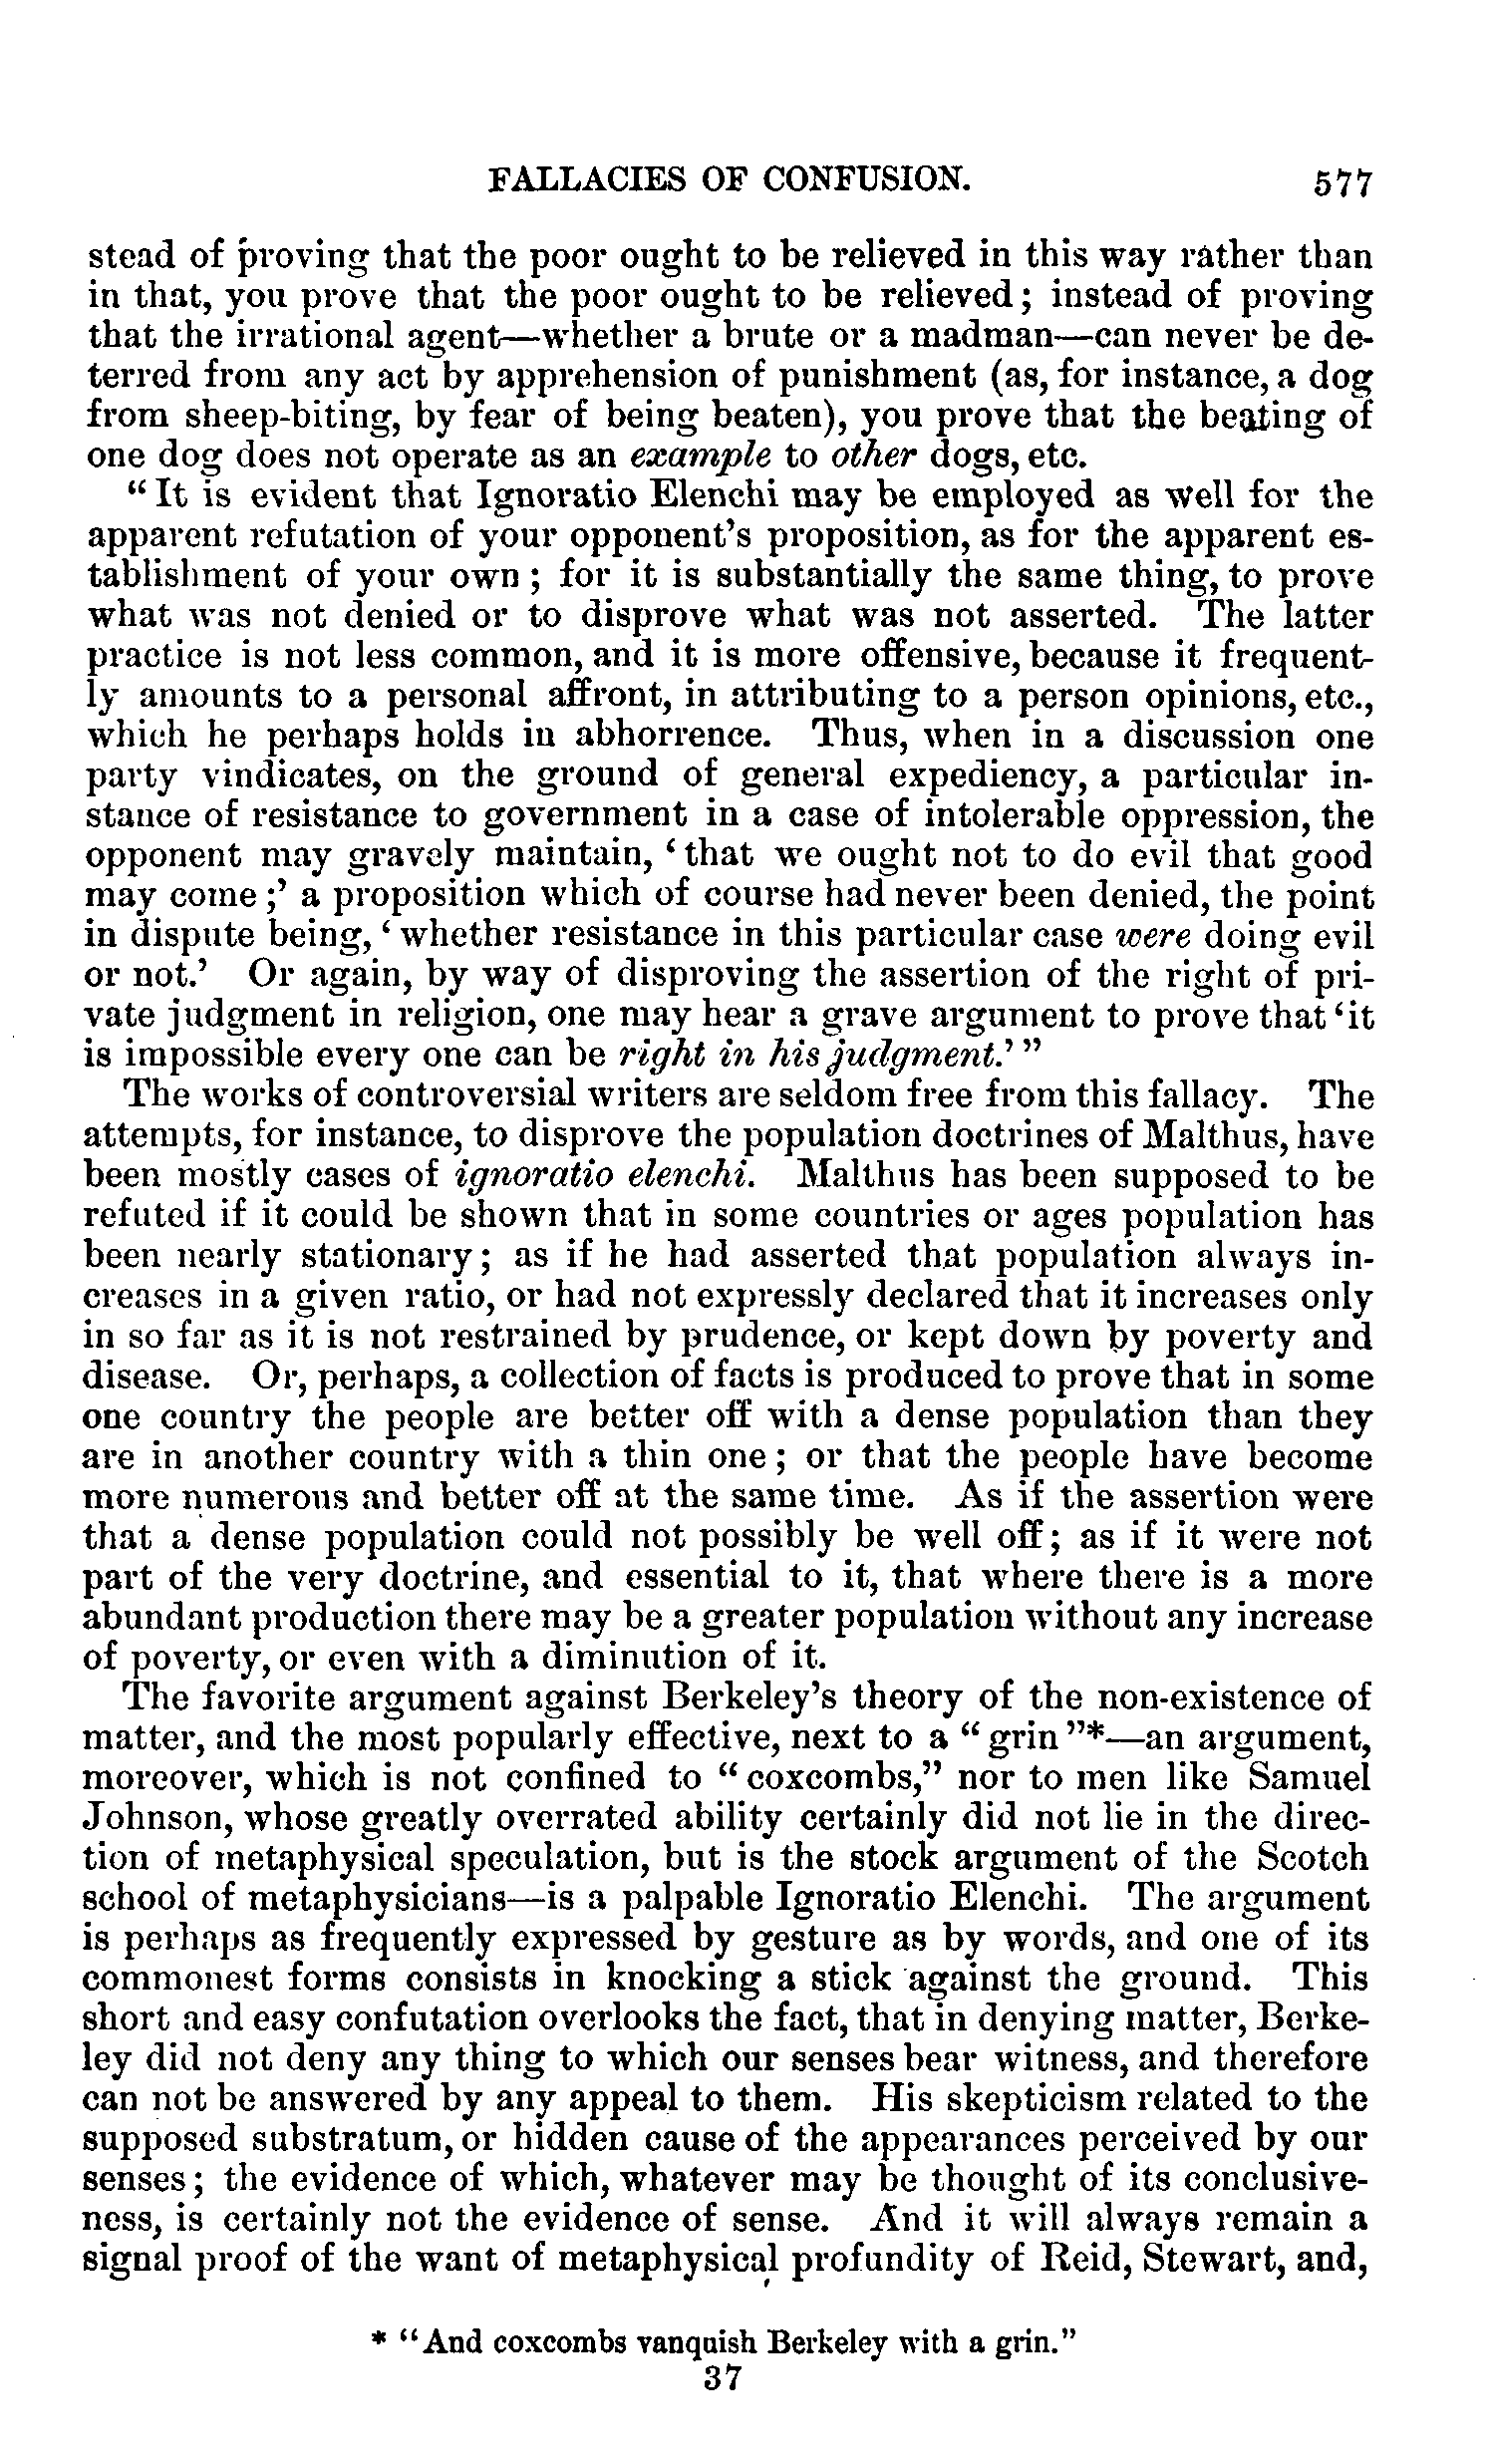 FALLACIES OF CONFUSION. 577
stead of proving that the poor ought to be relieved in this way rather than
in that, you prove that the poor ought to be relieved; instead of proving
that the irrational agent—whether a brute or a madman—can never be de-
terred from any act by apprehension of punishment (as, for instance, a dog
from sheep-biting, by fear of being beaten), you prove that the beating of
one dog does not operate as an example to other dogs, etc.
"It is evident that Ignoratio Elenchi may be employed as well for the
apparent refutation of your opponent's proposition, as for the apparent es-
tablishment of your own; for it is substantially the same thing, to prove
what was not denied or to disprove what was not asserted. The latter
practice is not less common, and it is more offensive, because it frequent-
ly amounts to a personal affront, in attributing to a person opinions, etc.,
which he perhaps holds in abhorrence. Thus, when in a discussion one
party vindicates, on the ground of general expediency, a particular in-
stance of resistance to government in a case of intolerable oppression, the
opponent may gravely maintain, 'that we ought not to do evil that good
may come;' a proposition which of course had never been denied, the point
in dispute being, 'whether resistance in this particular case were doing evil
or not.' Or again, by way of disproving the assertion of the right of pri-
vate judgment in religion, one may hear a grave argument to prove that 'it
is impossible every one can be right in his judgment.'"
The works of controversial writers are seldom free from this fallacy. The
attempts, for instance, to disprove the population doctrines of Malthus, have
been mostly cases of ignoratio elenchi. Malthus has been supposed to be
refuted if it could be shown that in some countries or ages population has
been nearly stationary; as if he had asserted that population always in-
creases in a given ratio, or had not expressly declared that it increases only
in so far as it is not restrained by prudence, or kept down by poverty and
disease. Or, perhaps, a collection of facts is produced to prove that in some
one country the people are better off with a dense population than they
are in another country with a thin one; or that the people have become
more numerous and better off at the same time. As if the assertion were
that a dense population could not possibly be well off; as if it were not
part of the very doctrine, and essential to it, that where there is a more
abundant production there may be a greater population without any increase
of poverty, or even with a diminution of it.
The favorite argument against Berkeley's theory of the non-existence of
matter, and the most popularly effective, next to a "grin"*—an argument,
moreover, which is not confined to "coxcombs," nor to men like Samuel
Johnson, whose greatly overrated ability certainly did not lie in the direc-
tion of metaphysical speculation, but is the stock argument of the Scotch
school of metaphysicians—is a palpable Ignoratio Elenchi. The argument
is perhaps as frequently expressed by gesture as by words, and one of its
commonest forms consists in knocking a stick against the ground. This
short and easy confutation overlooks the fact, that in denying matter, Berke-
ley did not deny any thing to which our senses bear witness, and therefore
can not be answered by any appeal to them. His skepticism related to the
supposed substratum, or hidden cause of the appearances perceived by our
senses; the evidence of which, whatever may be thought of its conclusive-
ness, is certainly not the evidence of sense. And it will always remain a
signal proof of the want of metaphysical profundity of Reid, Stewart, and,
* "And coxcombs vanquish Berkeley with a grin."
37